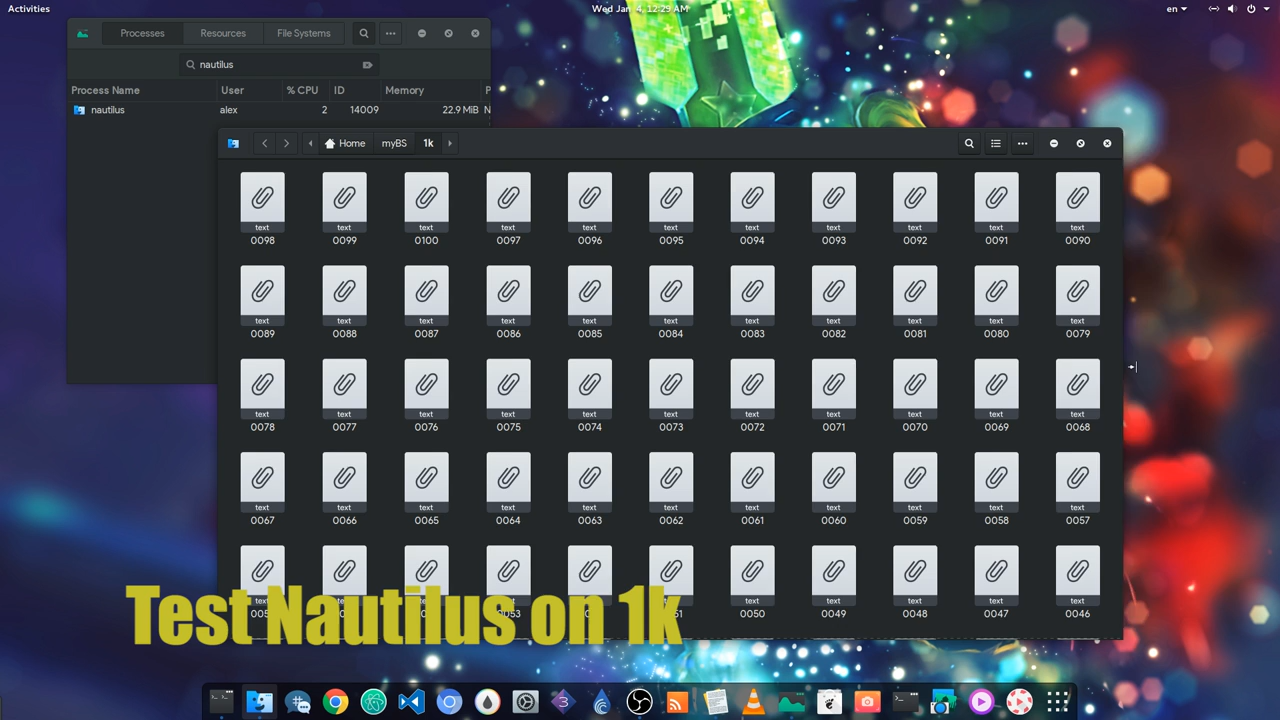 Activities
Wed Jan 4, 12:29 AM
en
Processes
Resources
File Systems
nautilus
Process Name
User
% CPU
ID
Memory
nautilus
alex
2
14009
22.9 MiB
N
Home
myBS
1k
text text text text text text text text text text text
0098 0099 0100 0097 0096 0095 0094 0093 0092 0091 0090
text text text text text text text text text text text
0089 0088 0087 0086 0085 0084 0083 0082 0081 0080 0079
text text text text text text text text text text text
0078 0077 0076 0075 0074 0073 0072 0071 0070 0069 0068
text text text text text text text text text text text
0067 0066 0065 0064 0063 0062 0061 0060 0059 0058 0057
text text text text text
0050 0049 0048 0047 0046
Test Nautilus on 1k